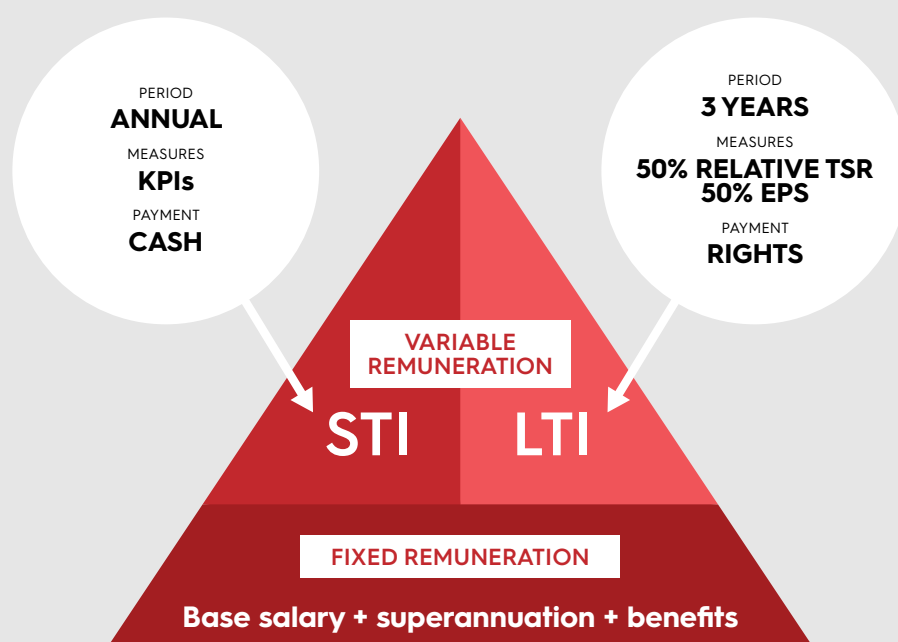 PERIOD
ANNUAL
MEASURES
KPIs
PAYMENT
CASH
PERIOD
3 YEARS
MEASURES
50% RELATIVE TSR
50% EPS
PAYMENT
RIGHTS
VARIABLE
REMUNERATION
STI
LTI
FIXED REMUNERATION
Base salary + superannuation + benefits